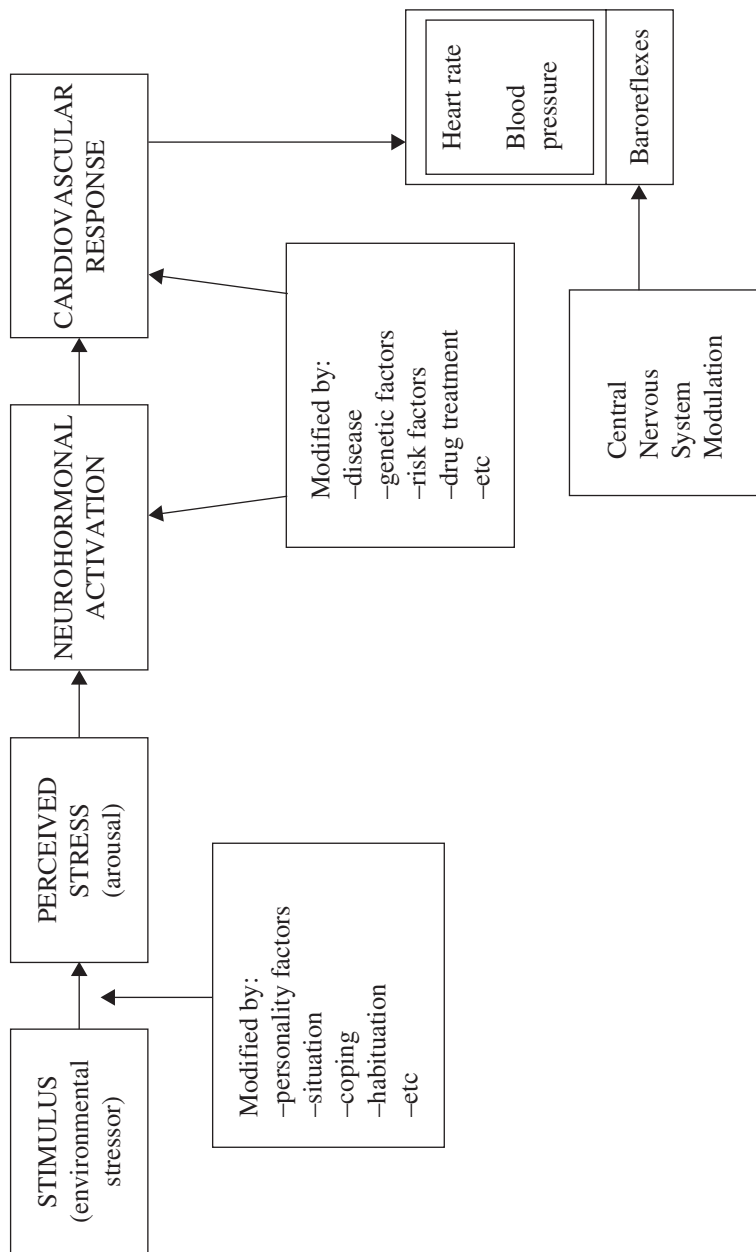 STIMULUS
(environmental
stressor)
PERCEIVED
STRESS
(arousal)
NEUROHORMONAL
ACTIVATION
CARDIOVASCULAR
RESPONSE
Modified by:
–personality factors
–situation
–coping
–habituation
–etc
Modified by:
–disease
–genetic factors
–risk factors
–drug treatment
–etc
Heart rate
Blood
pressure
Baroreflexes
Central
Nervous
System
Modulation